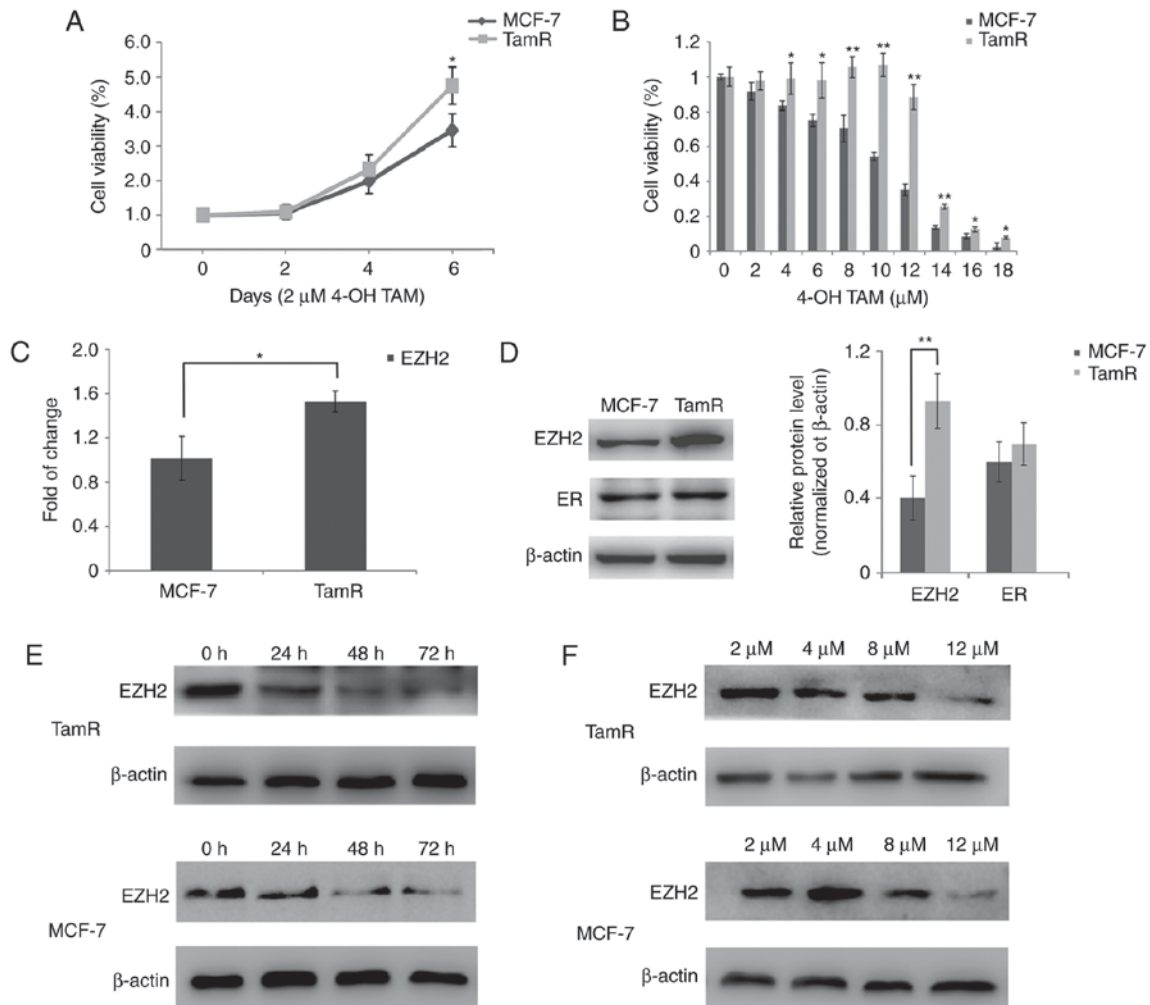 A
MCF-7
TamR
Cell viability (%)
6.0
5.0
4.0
3.0
2.0
1.0
0.0
*
0 2 4 6
Days (2 μM 4-OH TAM)
B
MCF-7
TamR
Cell viability (%)
1.2
1
0.8
0.6
0.4
0.2
0
* * ** ** ** ** * *
0 2 4 6 8 10 12 14 16 18
4-OH TAM (μM)
C
EZH2
Fold of change
2.0
1.6
1.2
0.8
0.4
0
*
MCF-7 TamR
D
MCF-7 TamR
EZH2
ER
β-actin
MCF-7
TamR
Relative protein level
(normalized ot β-actin)
1.2
0.8
0.4
0
**
EZH2 ER
E
0 h 24 h 48 h 72 h
EZH2
TamR
β-actin
0 h 24 h 48 h 72 h
EZH2
MCF-7
β-actin
F
2 μM 4 μM 8 μM 12 μM
EZH2
TamR
β-actin
2 μM 4 μM 8 μM 12 μM
EZH2
MCF-7
β-actin